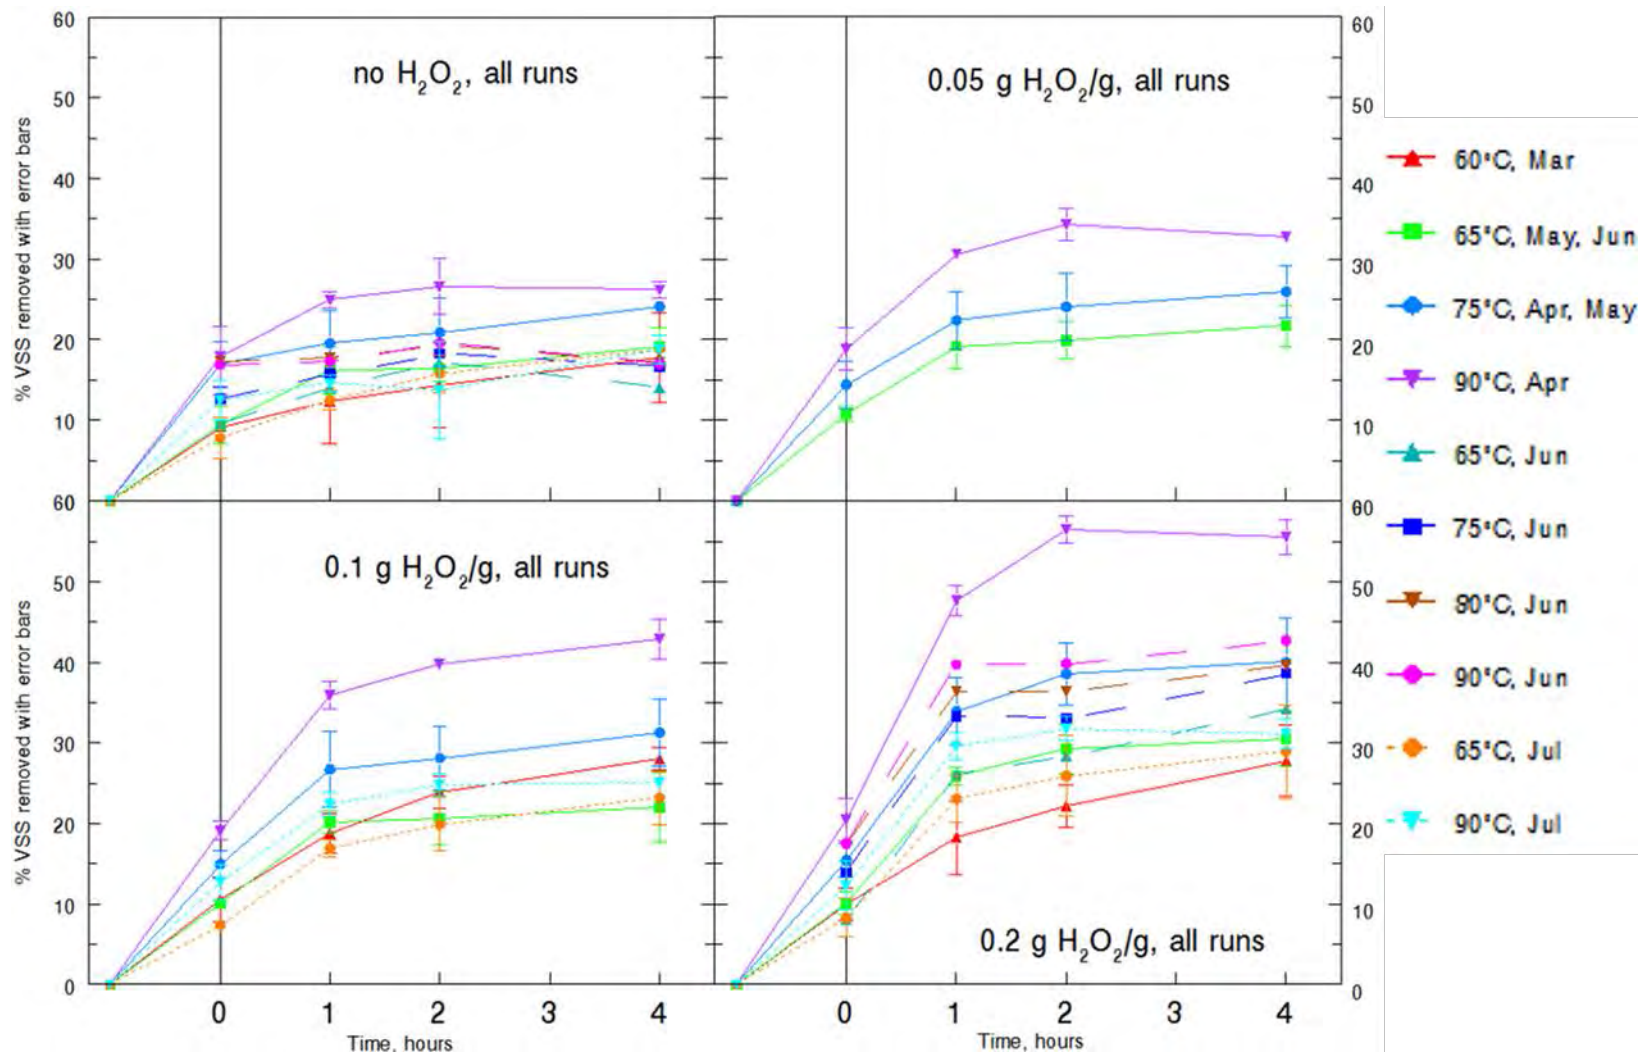 no H₂O₂, all runs
0.05 g H₂O₂/g, all runs
0.1 g H₂O₂/g, all runs
0.2 g H₂O₂/g, all runs
% VSS removed with error bars
60
50
40
30
20
10
% VSS removed with error bars
60
50
40
30
20
10
0
60
50
40
30
20
10
60
50
40
30
20
10
0
0 1 2 3 4
Time, hours
0 1 2 3 4
Time, hours
60°C, Mar
65°C, May, Jun
75°C, Apr, May
90°C, Apr
65°C, Jun
75°C, Jun
90°C, Jun
65°C, Jul
90°C, Jul